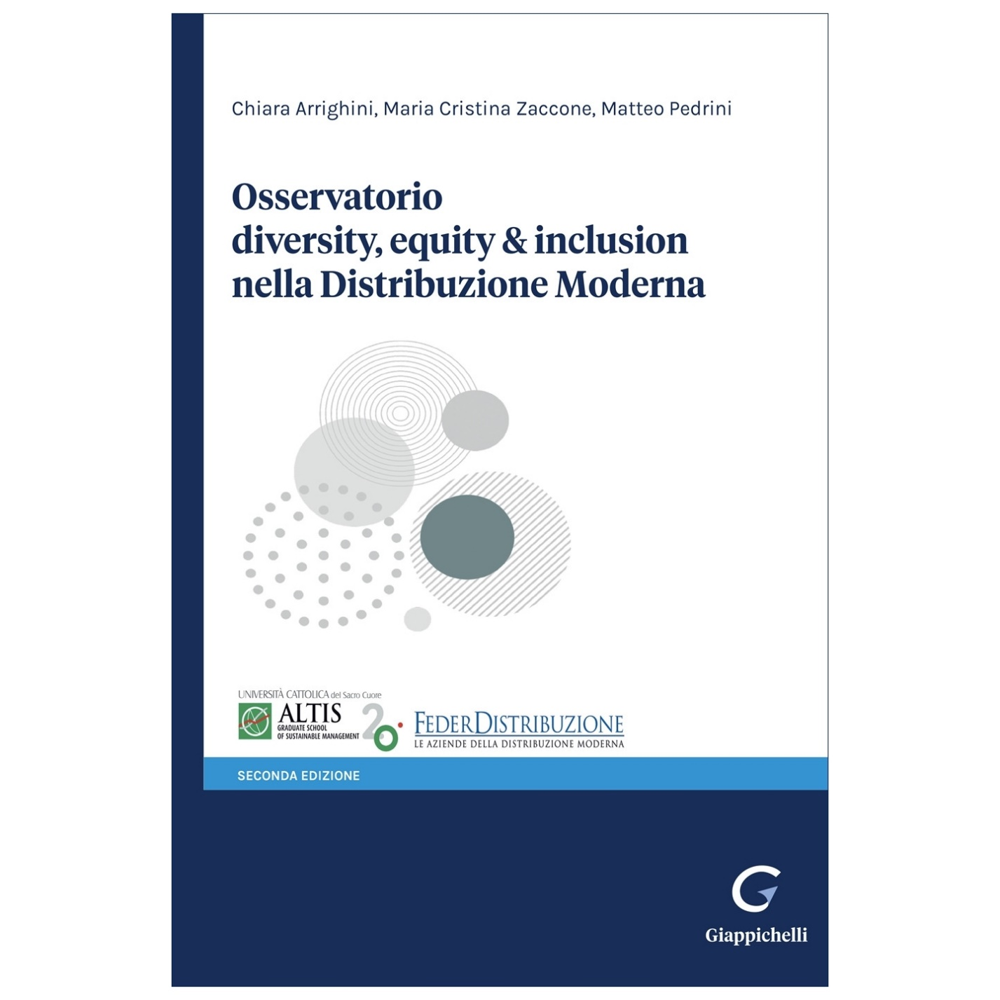 Chiara Arrighini, Maria Cristina Zaccone, Matteo Pedrini
Osservatorio
diversity, equity & inclusion
nella Distribuzione Moderna
UNIVERSITÀ CATTOLICA del Sacro Cuore
ALTIS
GRADUATE SCHOOL
OF SUSTAINABLE MANAGEMENT
20
FEDERDISTRIBUZIONE
LE AZIENDE DELLA DISTRIBUZIONE MODERNA
SECONDA EDIZIONE
Giappichelli